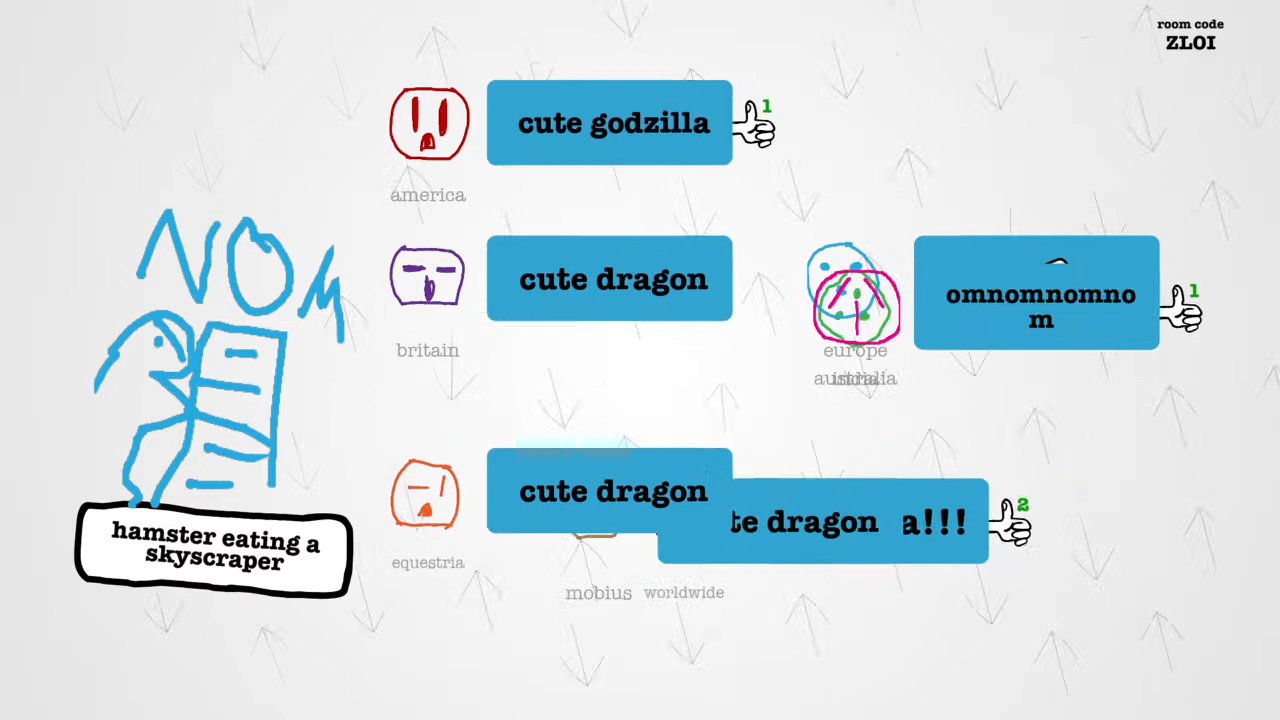 room code
ZLOI
cute godzilla
1
america
NOM
cute dragon
britain
omnomnomno
m
1
europe
hamster eating a
skyscraper
cute dragon
equestria
te dragon
a!!!
2
mobius
worldwide